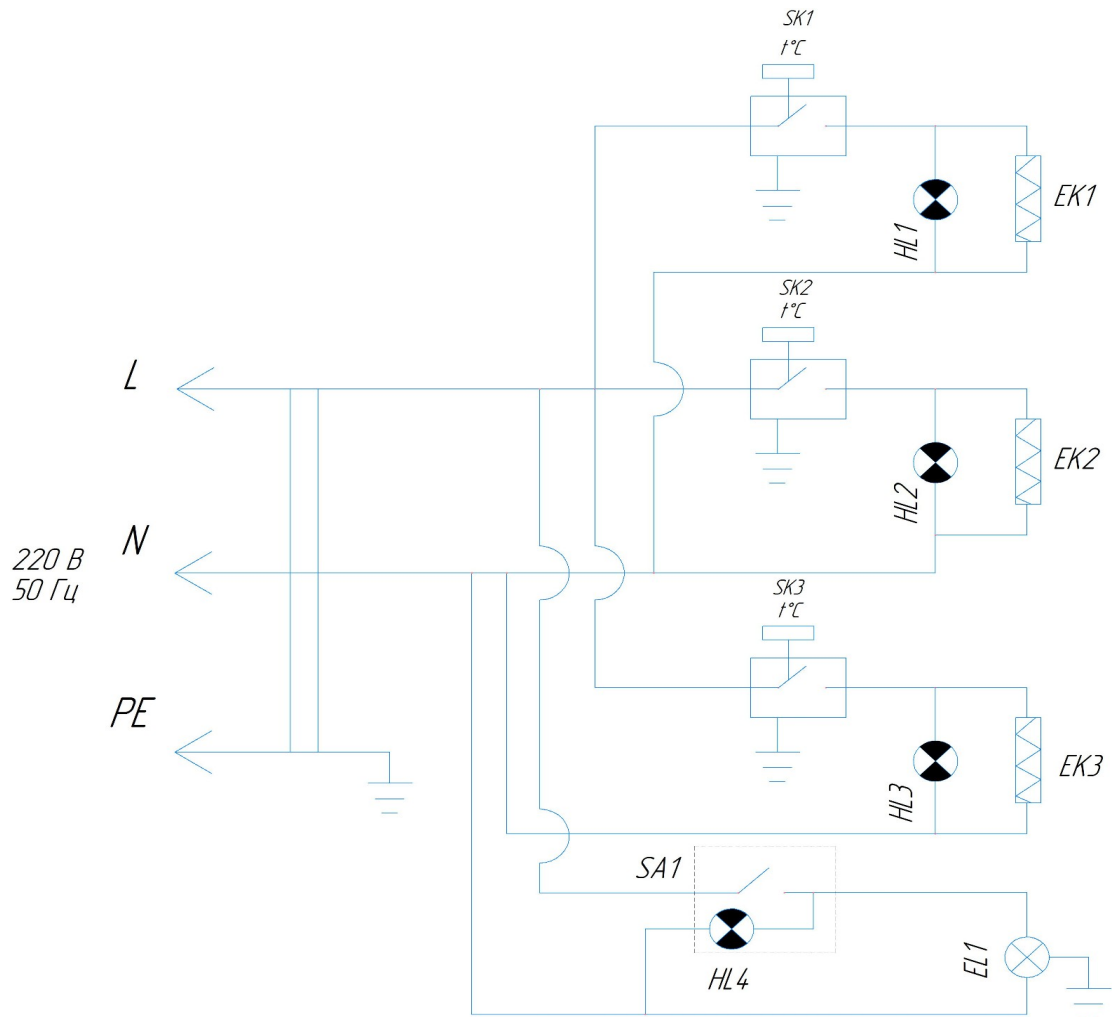 SK1
t°C
EK1
HL1
SK2
t°C
L
EK2
HL2
N
220 В
50 Гц
SK3
t°C
PE
EK3
HL3
SA1
EL1
HL4